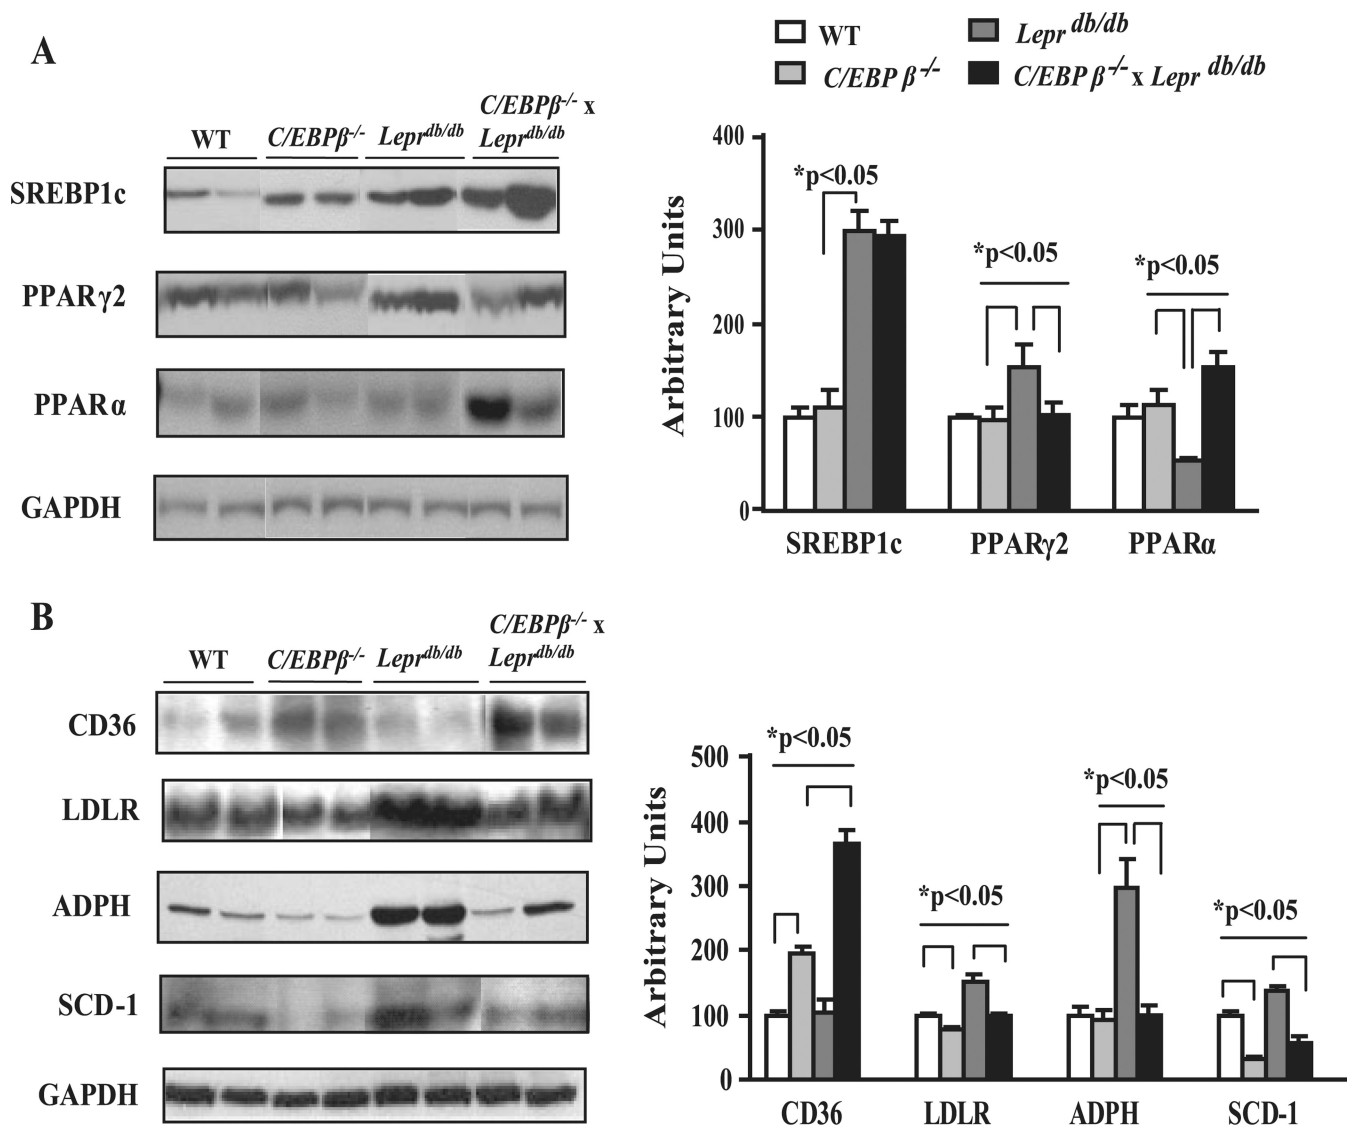 A
WT
Lepr db/db
C/EBP β-/-
C/EBP β-/- x Lepr db/db
WT
C/EBPβ-/-
Leprdb/db
C/EBPβ-/- x
Leprdb/db
SREBP1c
PPARγ2
PPARα
GAPDH
Arbitrary Units
400
300
200
100
0
*p<0.05
*p<0.05
*p<0.05
SREBP1c
PPARγ2
PPARα
B
WT
C/EBPβ-/-
Leprdb/db
C/EBPβ-/- x
Leprdb/db
CD36
LDLR
ADPH
SCD-1
GAPDH
Arbitrary Units
500
400
300
200
100
0
*p<0.05
*p<0.05
*p<0.05
*p<0.05
CD36
LDLR
ADPH
SCD-1